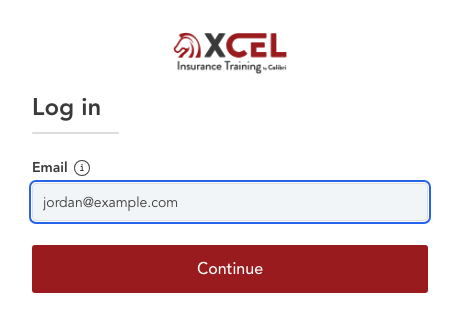 XCEL
Insurance Training by Colibri
Log in
Email
jordan@example.com
Continue